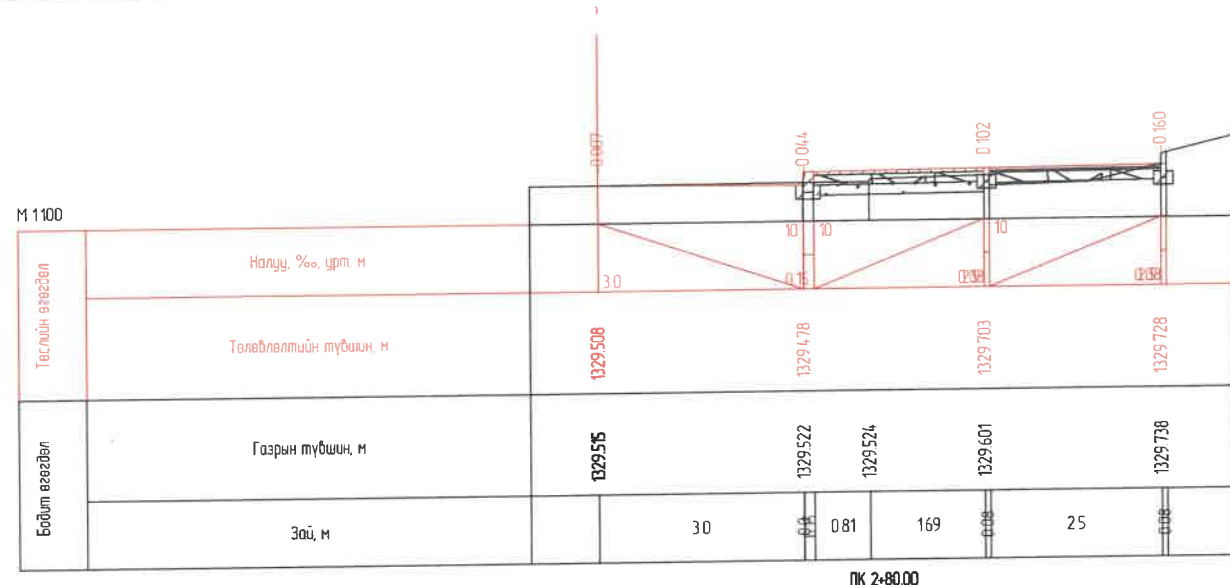 0.007
0.044
0.102
0.160
М 1:100
Төслийн өгөгдөл
Налуу, ‰, урт, м
10 10 10
3.0 0.15
Төлөвлөлтийн түвшин, м
1329.508 1329.478 1329.703 1329.728
Бодит өгөгдөл
Газрын түвшин, м
1329.515 1329.522 1329.524 1329.601 1329.738
Зай, м
3.0 0.81 1.69 0.08 2.5 0.08
ПК 2+80.00